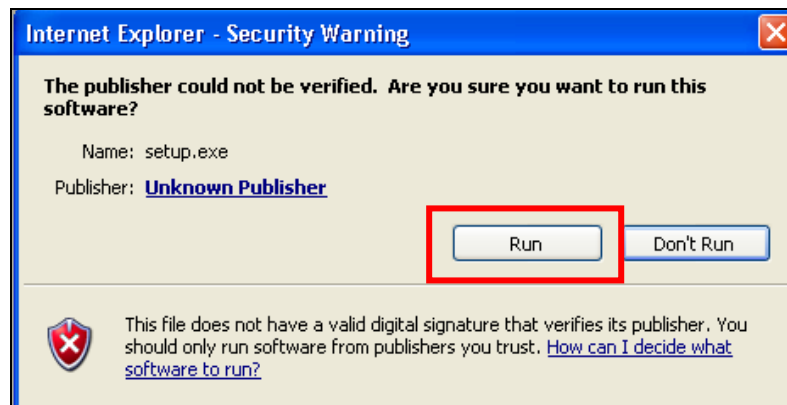 Internet Explorer - Security Warning
The publisher could not be verified. Are you sure you want to run this
software?
Name: setup.exe
Publisher: Unknown Publisher
Run Don't Run
This file does not have a valid digital signature that verifies its publisher. You
should only run software from publishers you trust. How can I decide what
software to run?